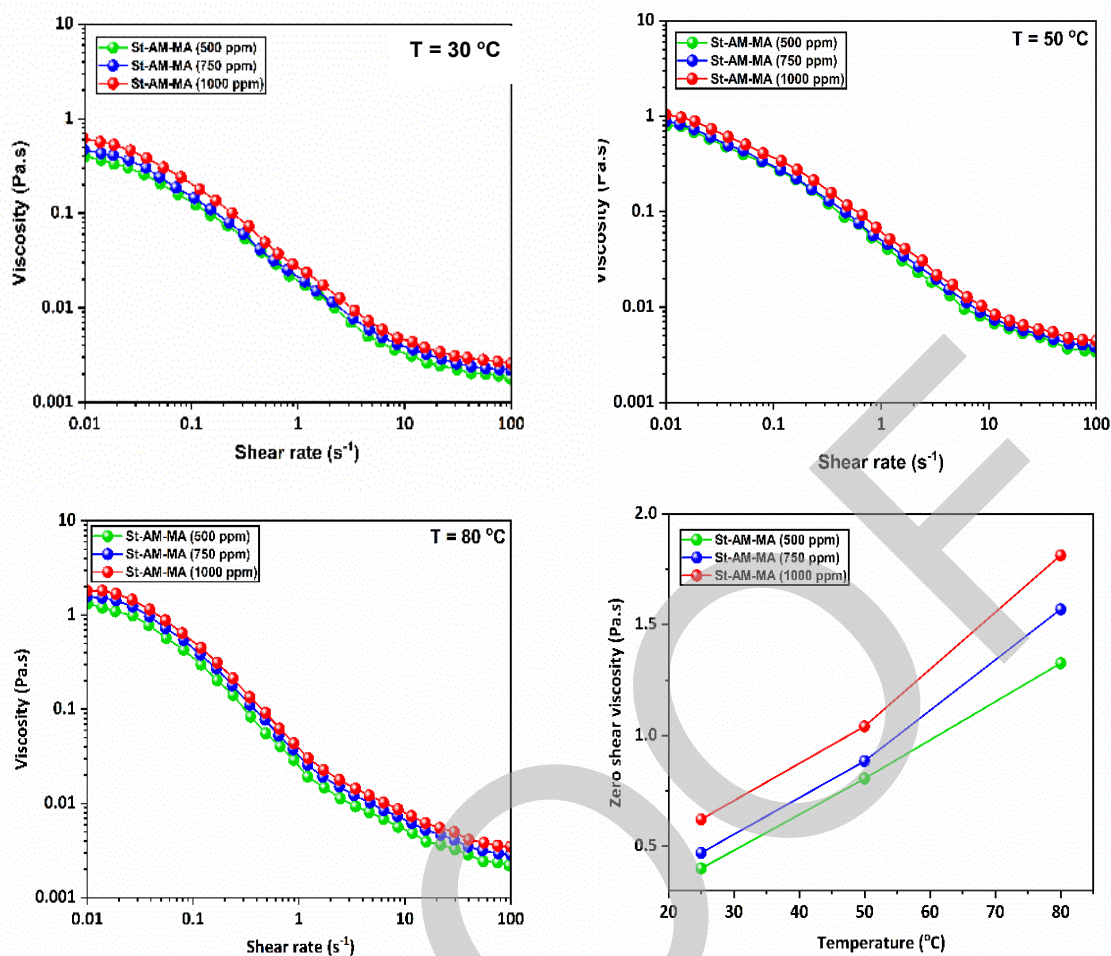 10
1
0.1
0.01
0.001
Viscosity (Pa.s)
St-AM-MA (500 ppm)
St-AM-MA (750 ppm)
St-AM-MA (1000 ppm)
T = 30 °C
0.01 0.1 1 10 100
Shear rate (s⁻¹)
10
1
0.1
0.01
0.001
Viscosity (Pa.s)
St-AM-MA (500 ppm)
St-AM-MA (750 ppm)
St-AM-MA (1000 ppm)
T = 50 °C
0.01 0.1 1 10 100
Shear rate (s⁻¹)
10
1
0.1
0.01
0.001
Viscosity (Pa.s)
St-AM-MA (500 ppm)
St-AM-MA (750 ppm)
St-AM-MA (1000 ppm)
T = 80 °C
0.01 0.1 1 10 100
Shear rate (s⁻¹)
2.0
1.5
1.0
0.5
Zero shear viscosity (Pa.s)
St-AM-MA (500 ppm)
St-AM-MA (750 ppm)
St-AM-MA (1000 ppm)
20 30 40 50 60 70 80
Temperature (°C)
OOF